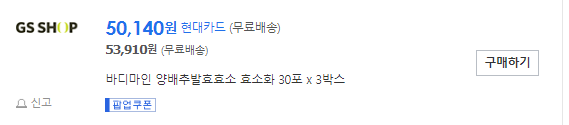 GS SHOP
50,140원 현대카드 (무료배송)
53,910원 (무료배송)
구매하기
바디마인 양배추발효효소 효소화 30포 x 3박스
신고
팝업쿠폰